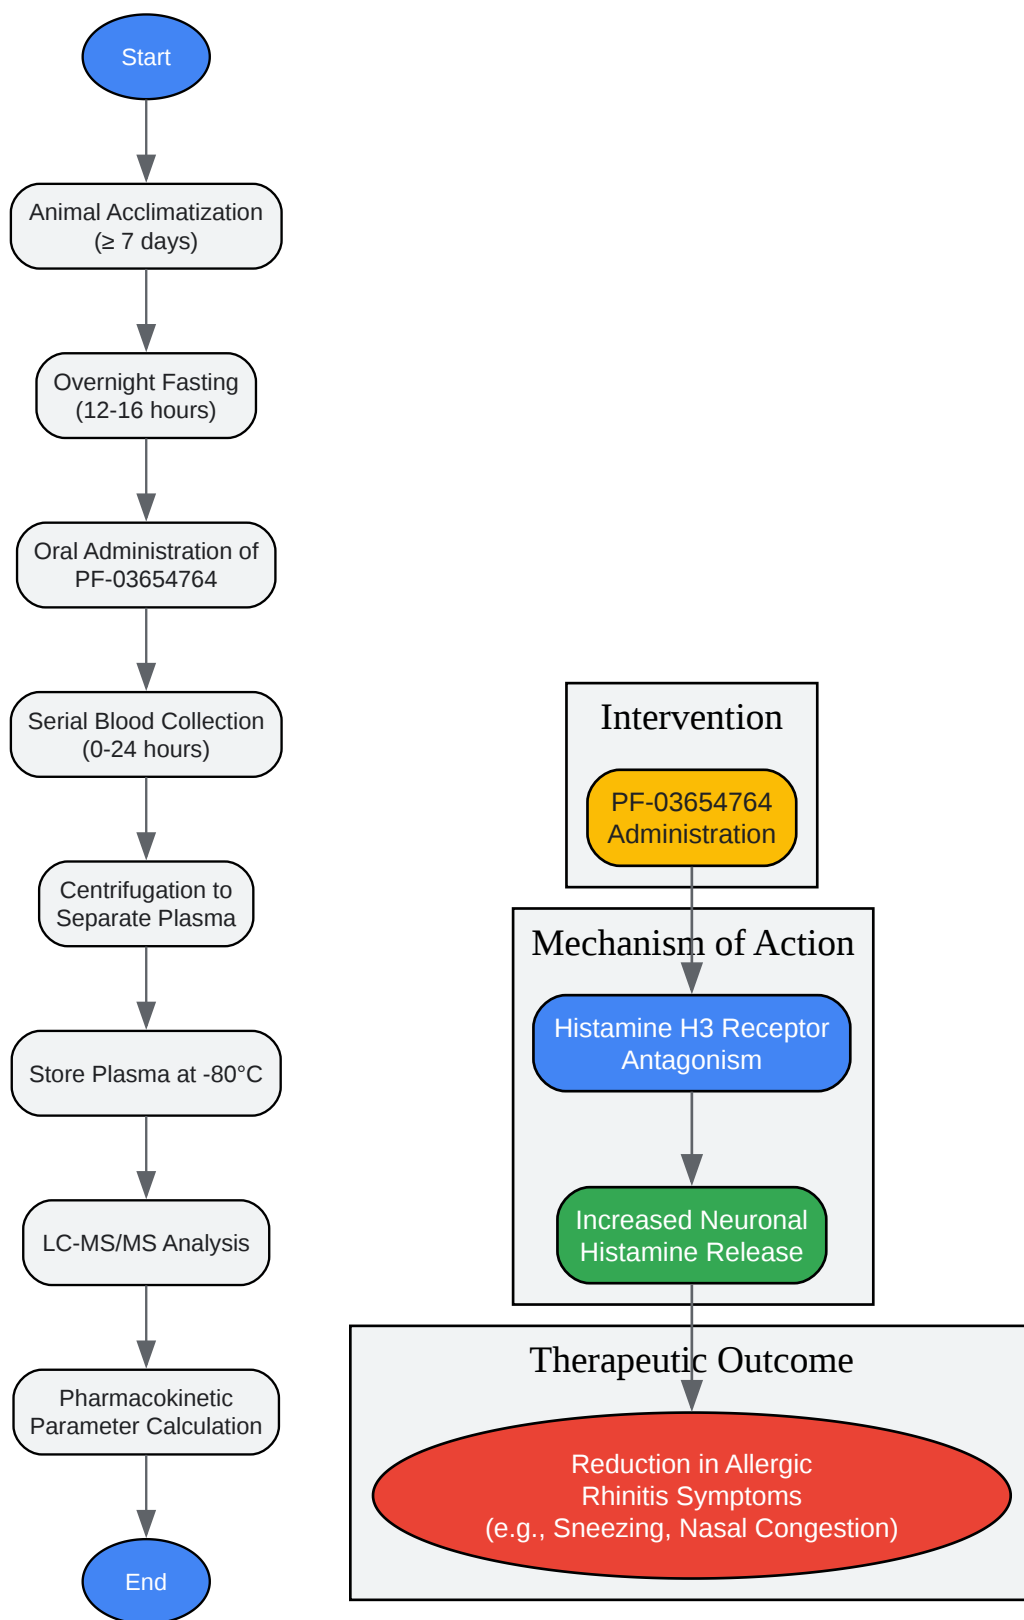 Start
Animal Acclimatization
(≥ 7 days)
Overnight Fasting
(12-16 hours)
Oral Administration of
PF-03654764
Serial Blood Collection
(0-24 hours)
Centrifugation to
Separate Plasma
Store Plasma at -80°C
LC-MS/MS Analysis
Pharmacokinetic
Parameter Calculation
End
Intervention
PF-03654764
Administration
Mechanism of Action
Histamine H3 Receptor
Antagonism
Increased Neuronal
Histamine Release
Therapeutic Outcome
Reduction in Allergic
Rhinitis Symptoms
(e.g., Sneezing, Nasal Congestion)